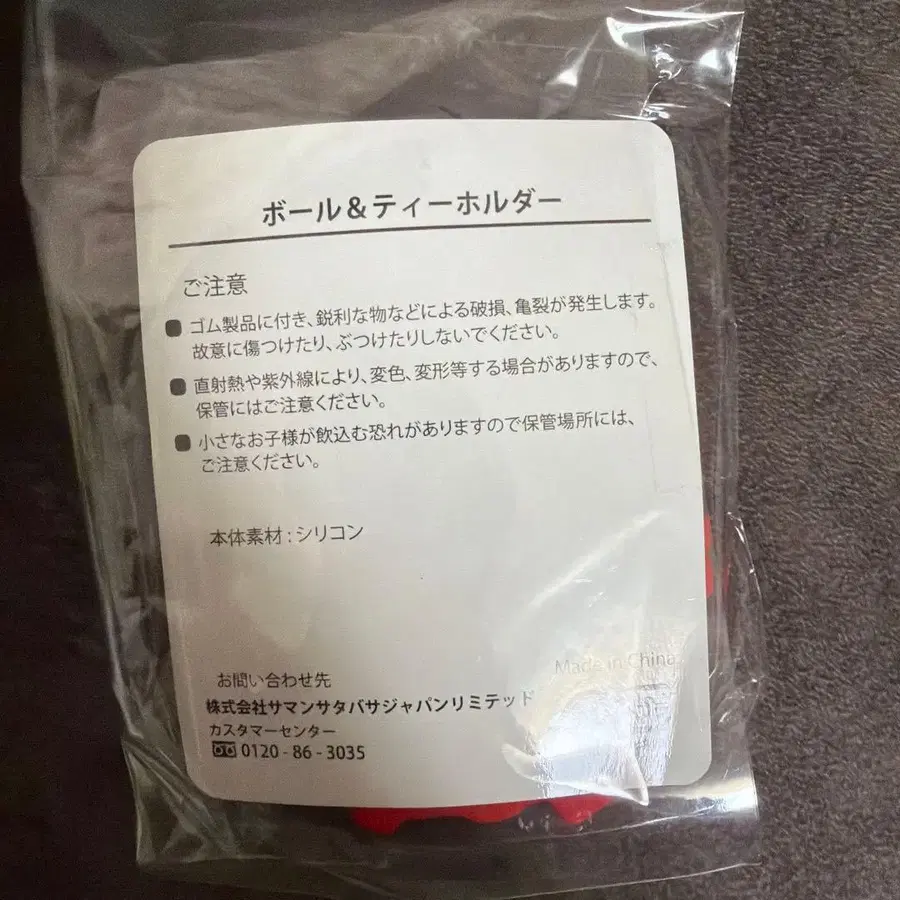 ボール＆ティーホルダー
ご注意
● ゴム製品に付き、鋭利な物などによる破損、亀裂が発生します。
故意に傷つけたり、ぶつけたりしないでください。
● 直射熱や紫外線により、変色、変形等する場合がありますので、
保管にはご注意ください。
● 小さなお子様が飲込む恐れがありますので保管場所には、
ご注意ください。
本体素材：シリコン
Made in China
お問い合わせ先
株式会社サマンサタバサジャパンリミテッド
カスタマーセンター
0120 - 86 - 3035